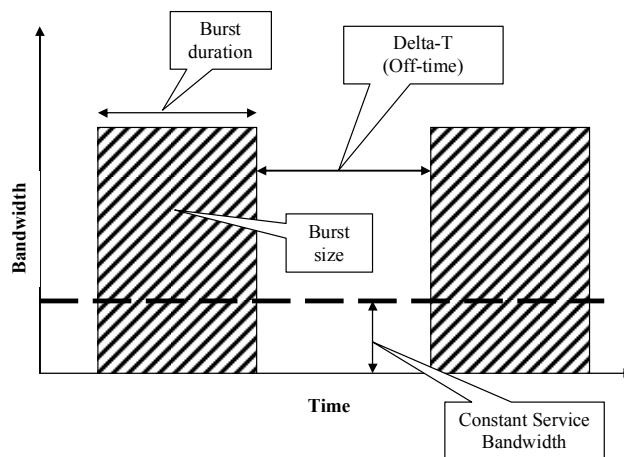 Burst
duration
Delta-T
(Off-time)
Bandwidth
Burst
size
Time
Constant Service
Bandwidth